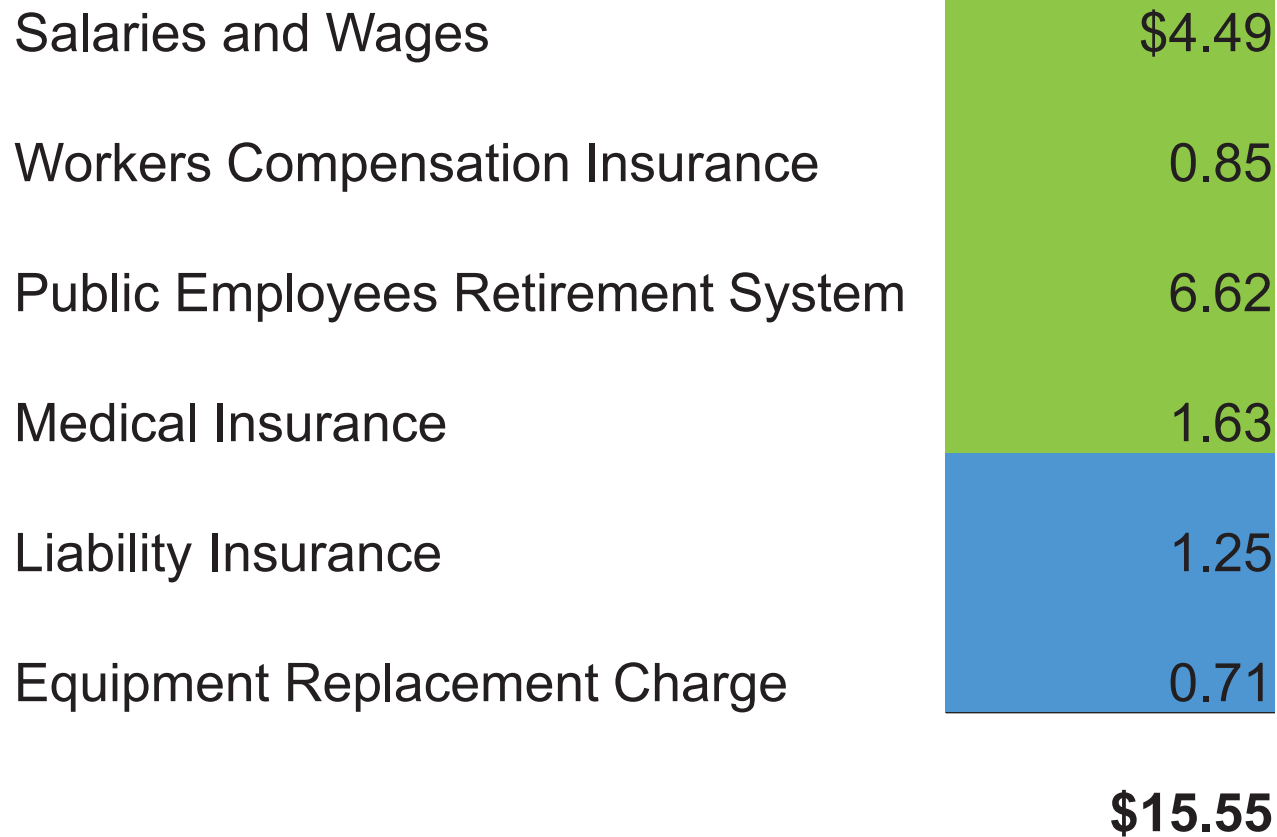 Salaries and Wages $4.49
Workers Compensation Insurance 0.85
Public Employees Retirement System 6.62
Medical Insurance 1.63
Liability Insurance 1.25
Equipment Replacement Charge 0.71
$15.55